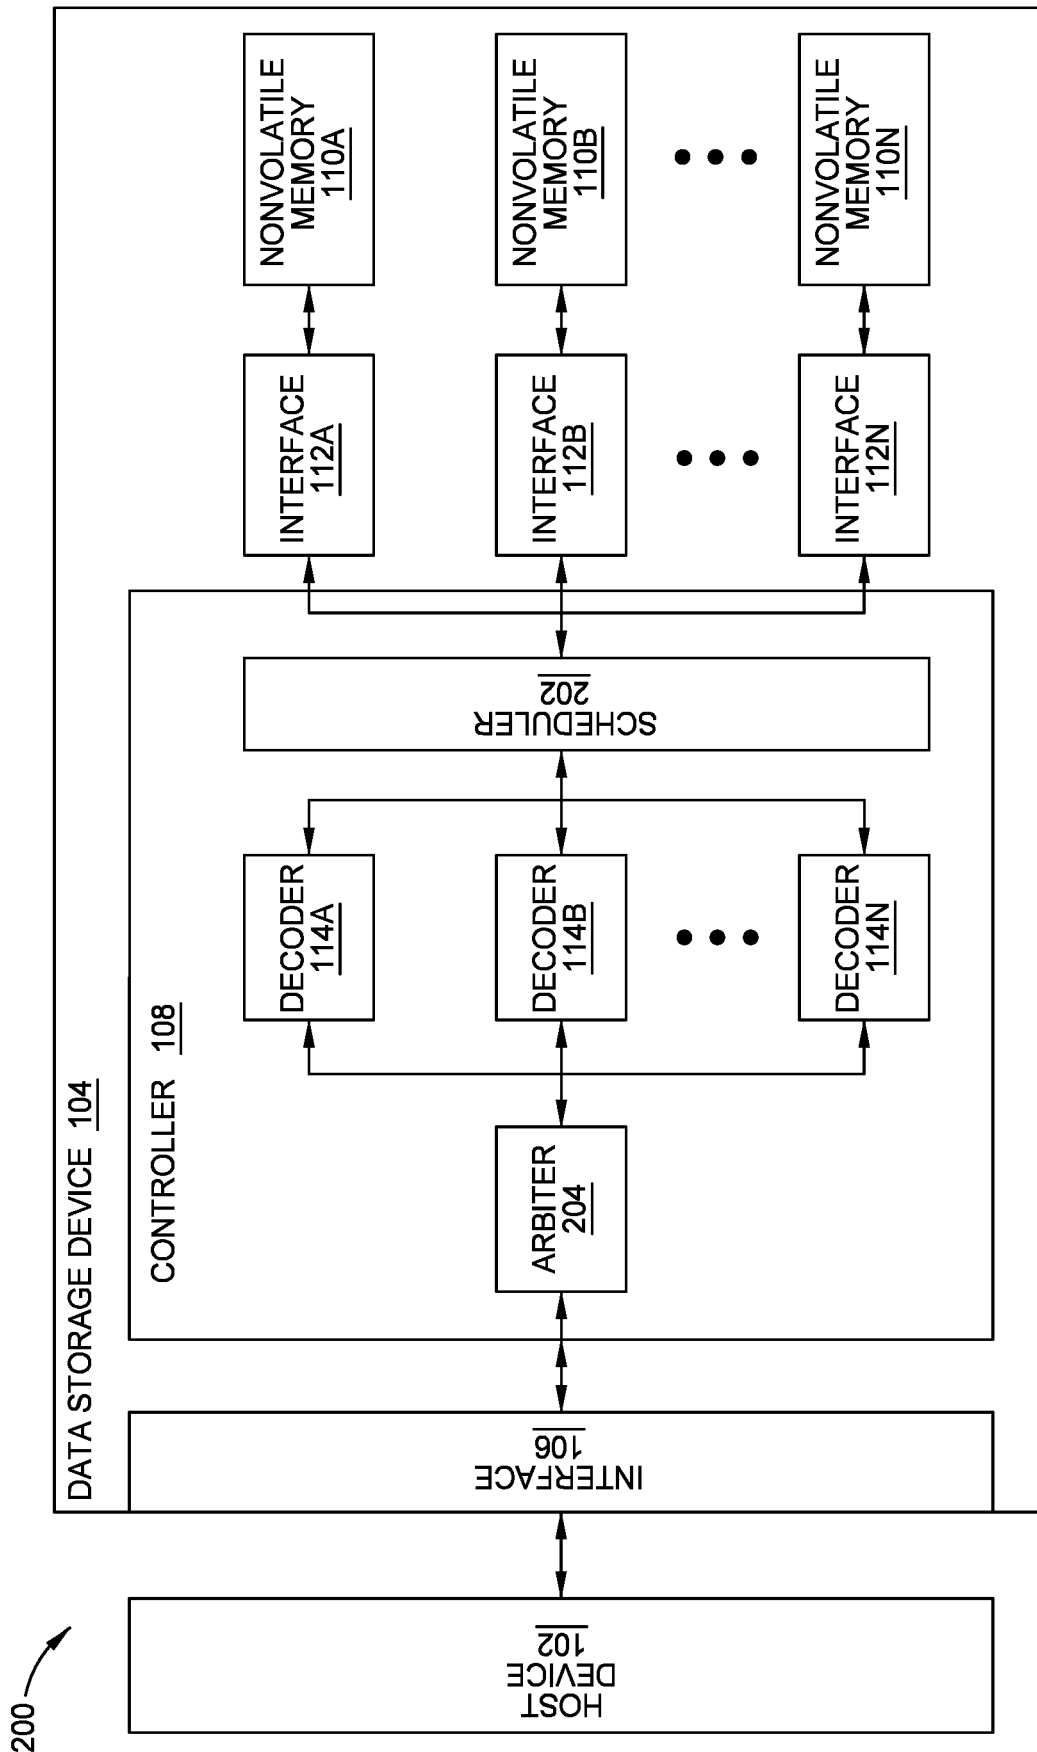 200
HOST
DEVICE
102
DATA STORAGE DEVICE 104
INTERFACE
106
CONTROLLER 108
ARBITER
204
DECODER
114A
DECODER
114B
DECODER
114N
SCHEDULER
202
INTERFACE
112A
INTERFACE
112B
INTERFACE
112N
NONVOLATILE
MEMORY
110A
NONVOLATILE
MEMORY
110B
NONVOLATILE
MEMORY
110N